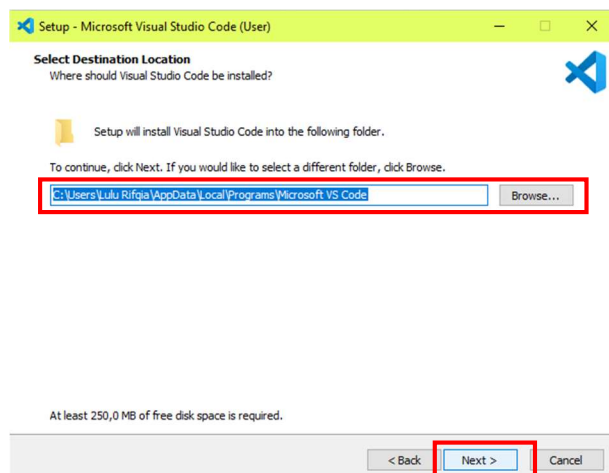 Setup - Microsoft Visual Studio Code (User)
Select Destination Location
Where should Visual Studio Code be installed?
Setup will install Visual Studio Code into the following folder.
To continue, click Next. If you would like to select a different folder, click Browse.
C:\Users\Lulu Rifqia\AppData\Local\Programs\Microsoft VS Code
Browse...
At least 250,0 MB of free disk space is required.
< Back
Next >
Cancel